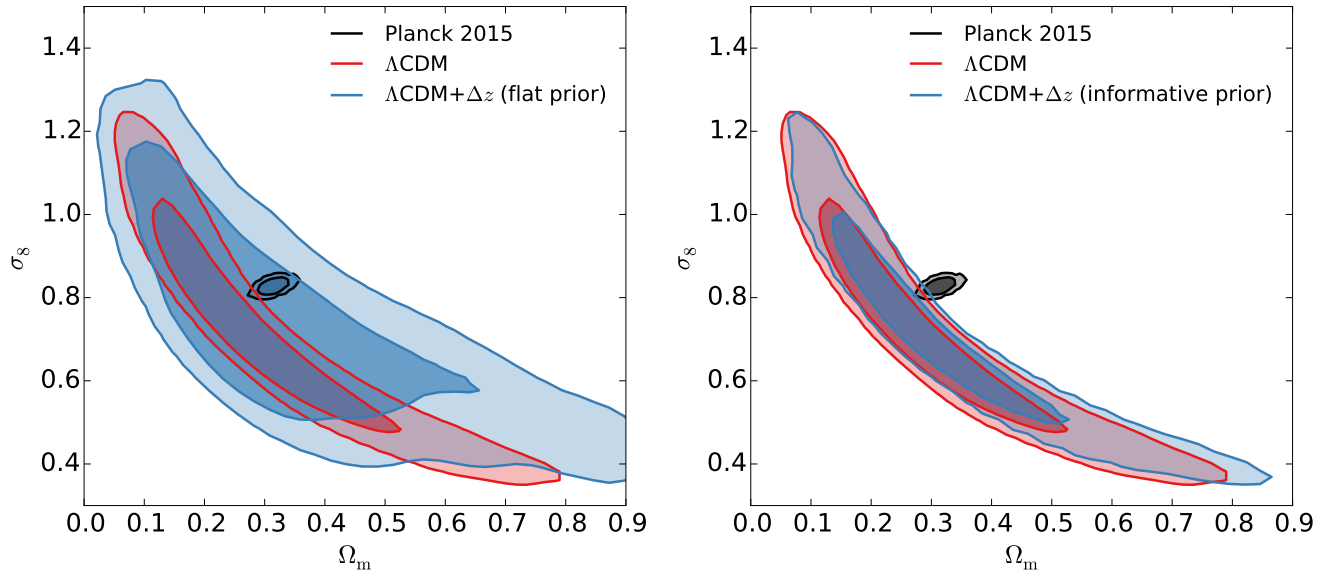 Planck 2015
ΛCDM
ΛCDM+Δz (flat prior)
1.4
1.2
1.0
0.8
0.6
0.4
σ8
0.0 0.1 0.2 0.3 0.4 0.5 0.6 0.7 0.8 0.9
Ωm
Planck 2015
ΛCDM
ΛCDM+Δz (informative prior)
1.4
1.2
1.0
0.8
0.6
0.4
σ8
0.0 0.1 0.2 0.3 0.4 0.5 0.6 0.7 0.8 0.9
Ωm